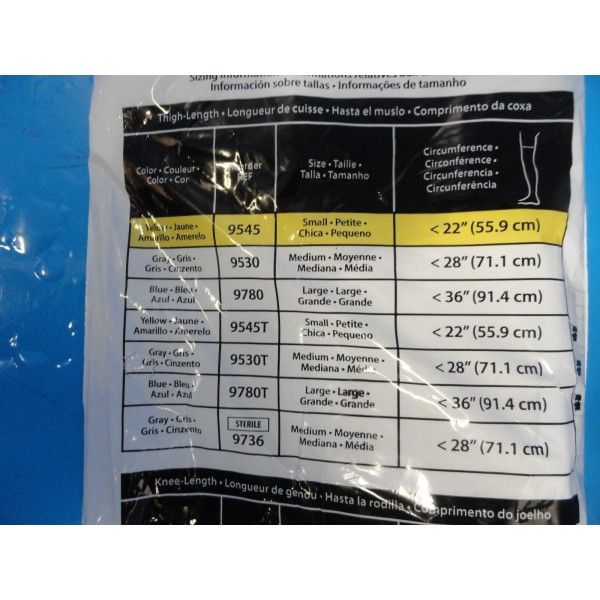 Sizing
Información sobre tallas • Informações de tamanho
Thigh-Length • Longueur de cuisse • Hasta el muslo • Comprimento da coxa
Color • Couleur •
Color • Cor
Size • Taille •
Talla • Tamanho
Circumference •
Circonférence •
Circunferencia •
Circunferência
Yellow • Jaune •
Amarillo • Amarelo
9545
Small • Petite •
Chica • Pequeno
< 22" (55.9 cm)
Gray • Gris •
Gris • Cinzento
9530
Medium • Moyenne •
Mediana • Média
< 28" (71.1 cm)
Blue • Bleu •
Azul • Azul
9780
Large • Large •
Grande • Grande
< 36" (91.4 cm)
Yellow • Jaune •
Amarillo • Amarelo
9545T
Small • Petite •
Chica • Pequeno
< 22" (55.9 cm)
Gray • Gris •
Gris • Cinzento
9530T
Medium • Moyenne •
Mediana • Média
< 28" (71.1 cm)
Blue • Bleu •
Azul • Azul
9780T
Large • Large •
Grande • Grande
< 36" (91.4 cm)
Gray • Gris •
Gris • Cinzento
STERILE
9736
Medium • Moyenne •
Mediana • Média
< 28" (71.1 cm)
Knee-Length • Longueur de genou • Hasta la rodilla • Comprimento do joelho